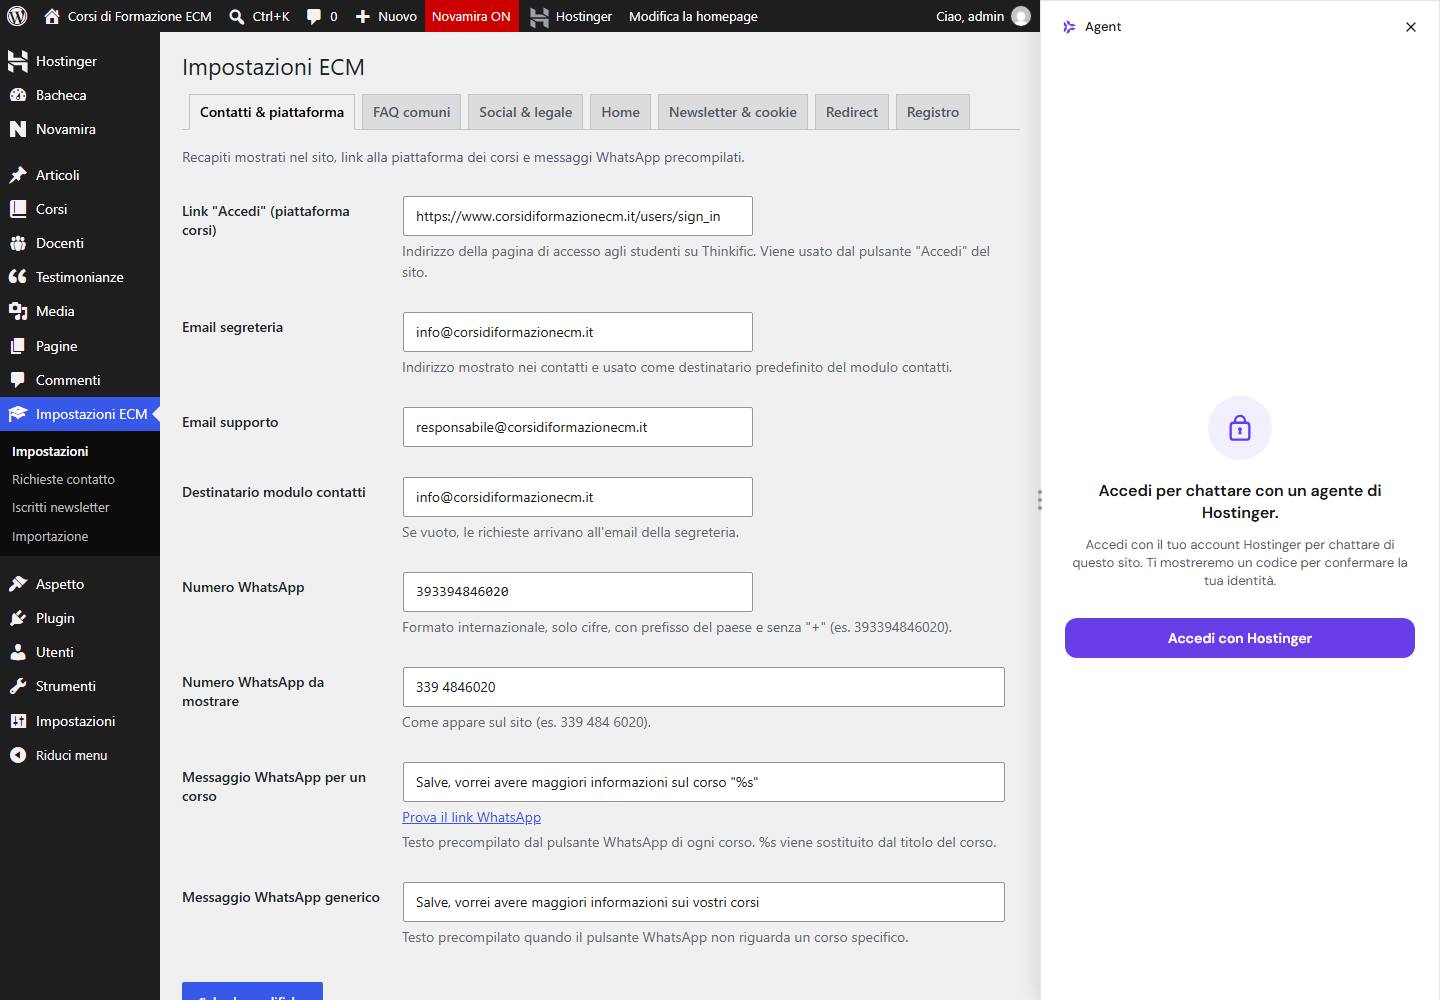 Corsi di Formazione ECM
Ctrl+K
0
Nuovo
Novamira ON
Hostinger
Modifica la homepage
Ciao, admin
Hostinger
Bacheca
Novamira
Articoli
Corsi
Docenti
Testimonianze
Media
Pagine
Commenti
Impostazioni ECM
Impostazioni
Richieste contatto
Iscritti newsletter
Importazione
Aspetto
Plugin
Utenti
Strumenti
Impostazioni
Riduci menu
Impostazioni ECM
Contatti & piattaforma
FAQ comuni
Social & legale
Home
Newsletter & cookie
Redirect
Registro
Recapiti mostrati nel sito, link alla piattaforma dei corsi e messaggi WhatsApp precompilati.
Link "Accedi" (piattaforma
corsi)
https://www.corsidiformazionecm.it/users/sign_in
Indirizzo della pagina di accesso agli studenti su Thinkific. Viene usato dal pulsante "Accedi" del
sito.
Email segreteria
info@corsidiformazionecm.it
Indirizzo mostrato nei contatti e usato come destinatario predefinito del modulo contatti.
Email supporto
responsabile@corsidiformazionecm.it
Destinatario modulo contatti
info@corsidiformazionecm.it
Se vuoto, le richieste arrivano all'email della segreteria.
Numero WhatsApp
393394846020
Formato internazionale, solo cifre, con prefisso del paese e senza "+" (es. 393394846020).
Numero WhatsApp da
mostrare
339 4846020
Come appare sul sito (es. 339 484 6020).
Messaggio WhatsApp per un
corso
Salve, vorrei avere maggiori informazioni sul corso "%s"
Prova il link WhatsApp
Testo precompilato dal pulsante WhatsApp di ogni corso. %s viene sostituito dal titolo del corso.
Messaggio WhatsApp generico
Salve, vorrei avere maggiori informazioni sui vostri corsi
Testo precompilato quando il pulsante WhatsApp non riguarda un corso specifico.
Agent
Accedi per chattare con un agente di
Hostinger.
Accedi con il tuo account Hostinger per chattare di
questo sito. Ti mostreremo un codice per confermare la
tua identità.
Accedi con Hostinger